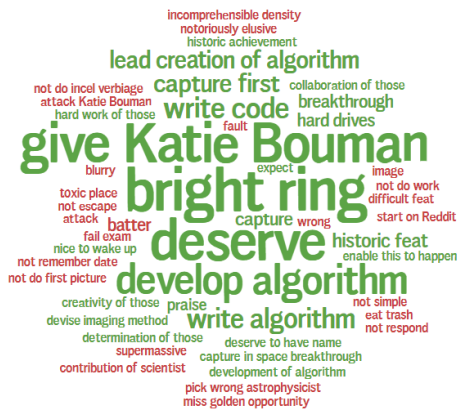 incomprehensible density
notoriously elusive
historic achievement
lead creation of algorithm
not do incel verbiage
capture first
collaboration of those
attack Katie Bouman
write code
breakthrough
hard work of those
fault
hard drives
give Katie Bouman
blurry
expect
image
bright ring
not do work
toxic place
difficult feat
not escape
attack
batter
capture
wrong
start on Reddit
fail exam
deserve
historic feat
nice to wake up
enable this to happen
not remember date
not do first picture
develop algorithm
creativity of those
praise
not simple
devise imaging method
write algorithm
eat trash
not respond
determination of those
deserve to have name
supermassive
capture in space breakthrough
contribution of scientist
development of algorithm
pick wrong astrophysicist
miss golden opportunity